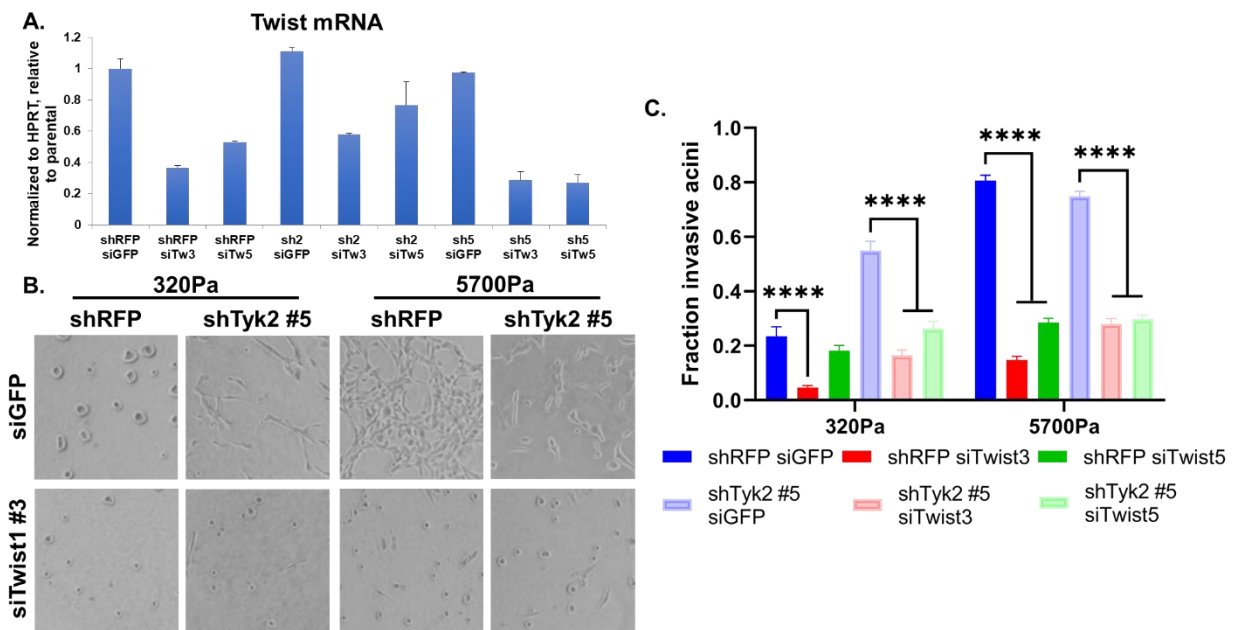 A.
Twist mRNA
Normalized to HPRT, relative
to parental
1.2
1
0.8
0.6
0.4
0.2
0
shRFP siGFP
shRFP siTw3
shRFP siTw5
sh2 siGFP
sh2 siTw3
sh2 siTw5
sh5 siGFP
sh5 siTw3
sh5 siTw5
B.
320Pa
5700Pa
shRFP
shTyk2 #5
shRFP
shTyk2 #5
siGFP
siTwist1 #3
C.
Fraction invasive acini
1.0
0.8
0.6
0.4
0.2
0.0
****
****
****
****
320Pa
5700Pa
shRFP siGFP
shRFP siTwist3
shRFP siTwist5
shTyk2 #5
siGFP
shTyk2 #5
siTwist3
shTyk2 #5
siTwist5